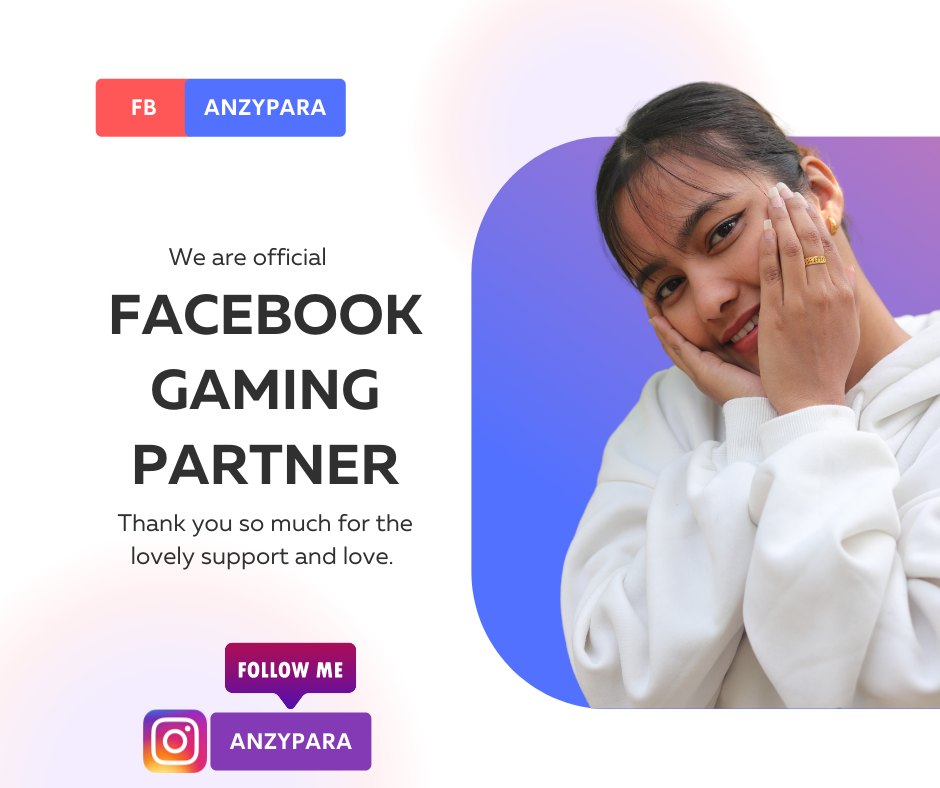 FB ANZYPARA
We are official
FACEBOOK
GAMING
PARTNER
Thank you so much for the
lovely support and love.
FOLLOW ME
ANZYPARA